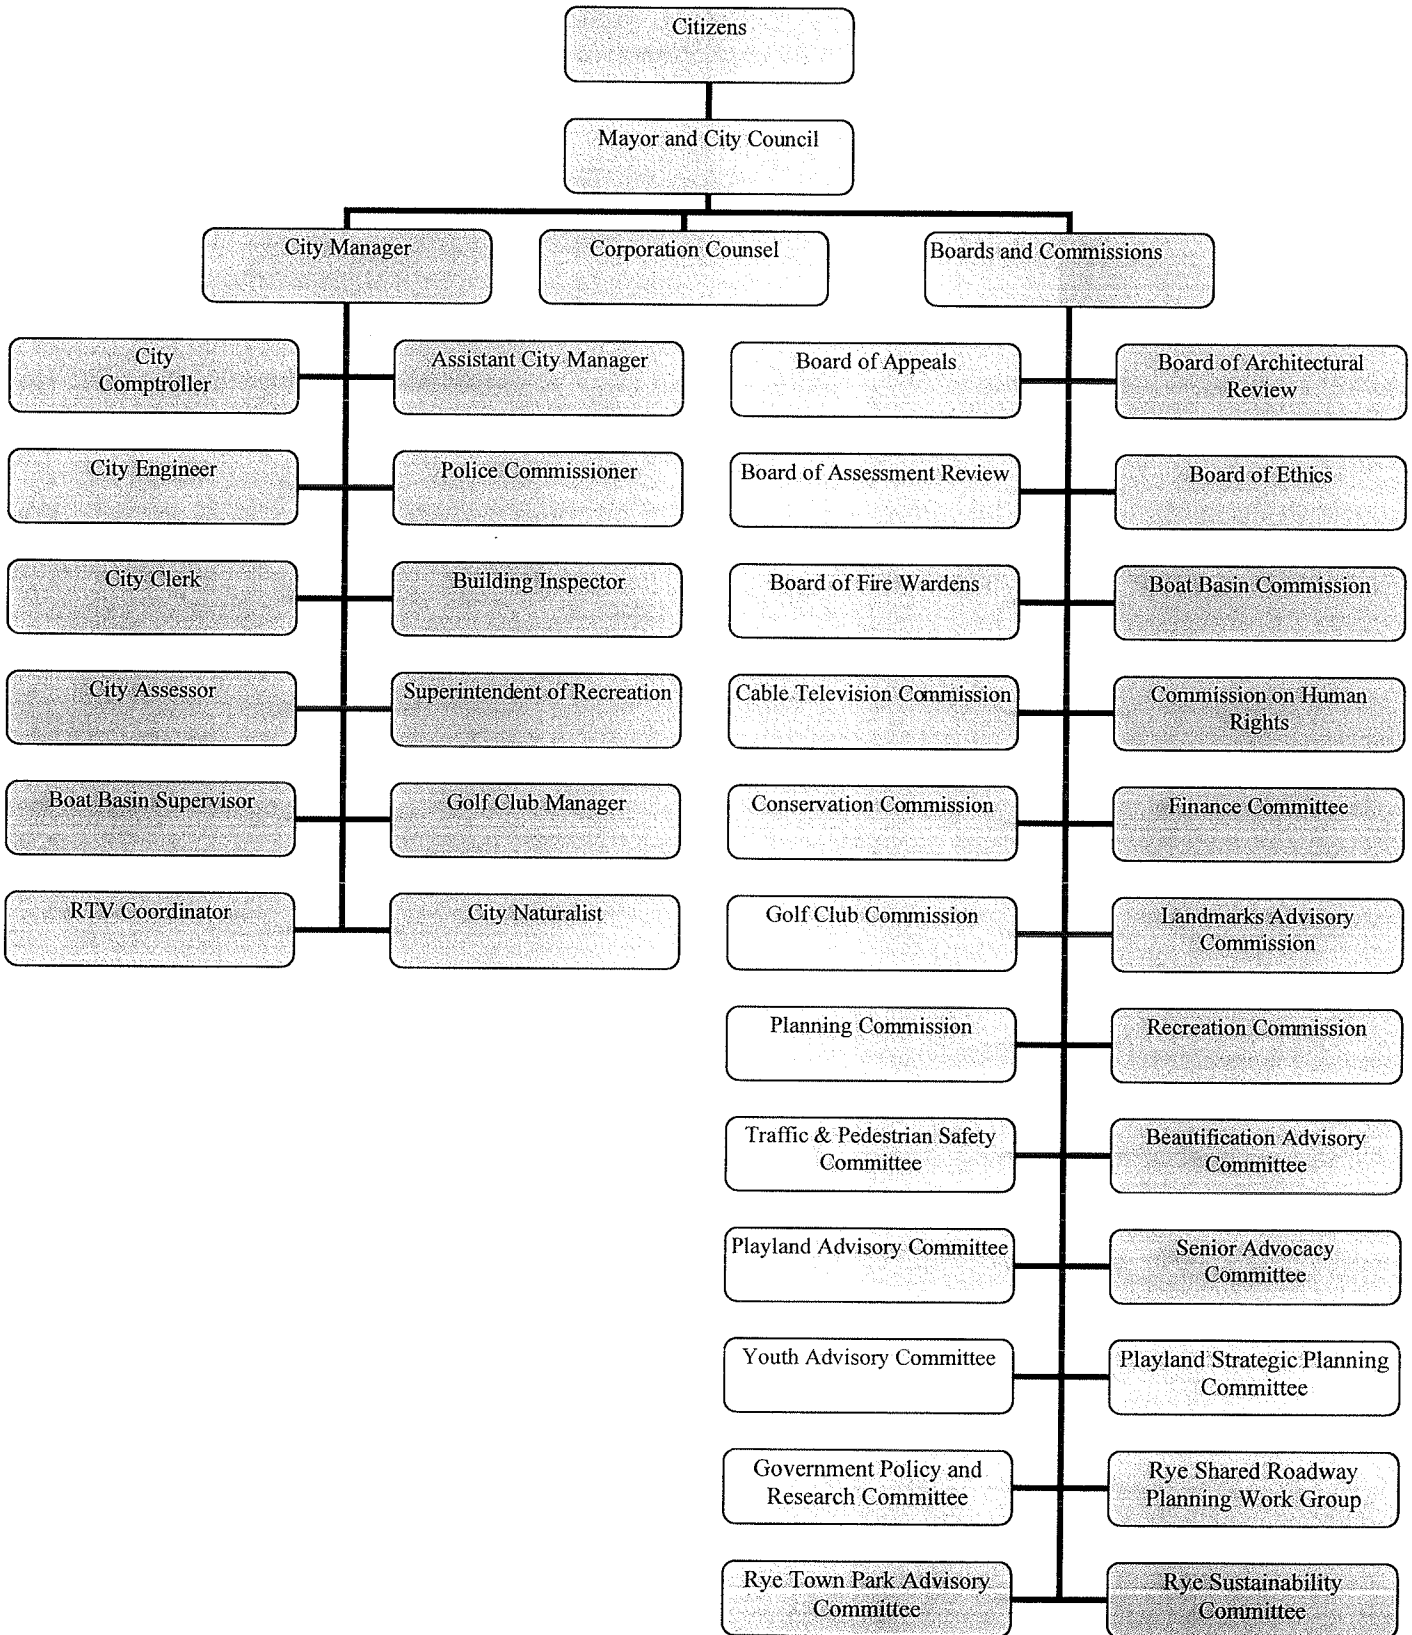 Citizens
Mayor and City Council
City Manager
Corporation Counsel
Boards and Commissions
City
Comptroller
Assistant City Manager
City Engineer
Police Commissioner
City Clerk
Building Inspector
City Assessor
Superintendent of Recreation
Boat Basin Supervisor
Golf Club Manager
RTV Coordinator
City Naturalist
Board of Appeals
Board of Architectural
Review
Board of Assessment Review
Board of Ethics
Board of Fire Wardens
Boat Basin Commission
Cable Television Commission
Commission on Human
Rights
Conservation Commission
Finance Committee
Golf Club Commission
Landmarks Advisory
Commission
Planning Commission
Recreation Commission
Traffic & Pedestrian Safety
Committee
Beautification Advisory
Committee
Playland Advisory Committee
Senior Advocacy
Committee
Youth Advisory Committee
Playland Strategic Planning
Committee
Government Policy and
Research Committee
Rye Shared Roadway
Planning Work Group
Rye Town Park Advisory
Committee
Rye Sustainability
Committee